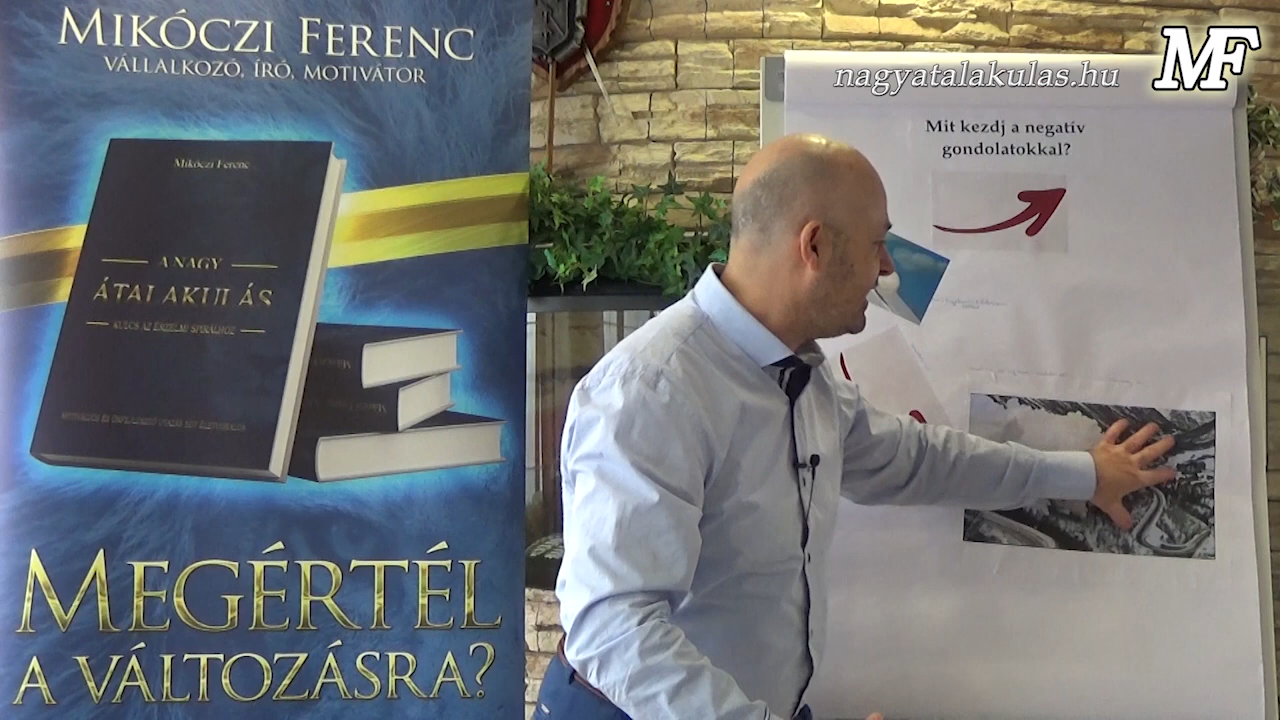 MIKÓCZI FERENC
VÁLLALKOZÓ, ÍRÓ, MOTIVÁTOR
Mikóczi Ferenc
A NAGY
ÁTALAKULÁS
KULCS AZ ÉRZELMI SPIRÁLHOZ
MEGÉRTÉL
A VÁLTOZÁSRA?
nagyatalakulas.hu
MF
Mit kezdj a negatív
gondolatokkal?